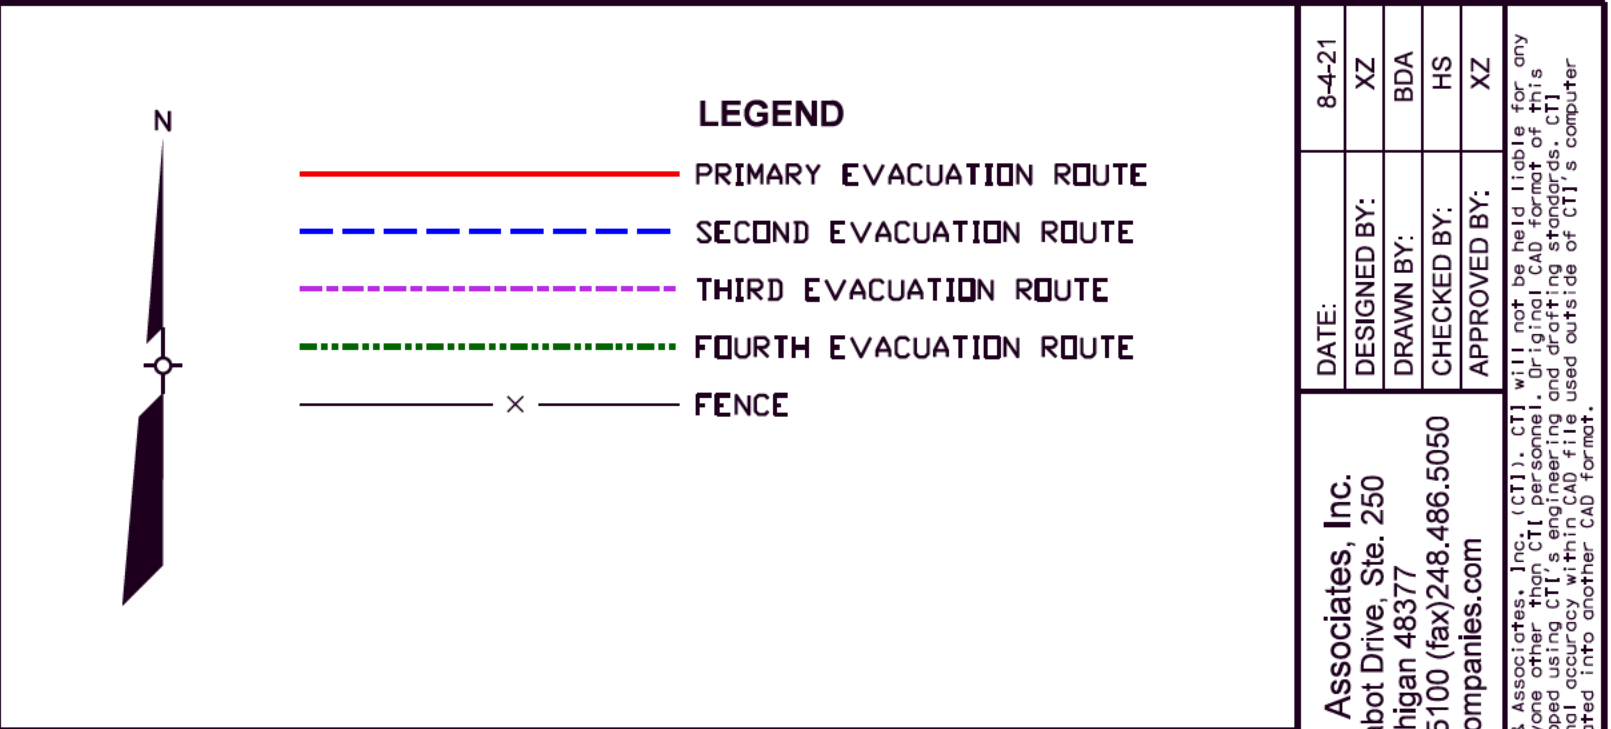 N
LEGEND
PRIMARY EVACUATION ROUTE
SECOND EVACUATION ROUTE
THIRD EVACUATION ROUTE
FOURTH EVACUATION ROUTE
FENCE
DATE: 8-4-21
DESIGNED BY: XZ
DRAWN BY: BDA
CHECKED BY: HS
APPROVED BY: XZ
Associates, Inc.
Drive, Ste. 250
48377
5100 (fax)248.486.5050
Associates, Inc. (CTI). CTI will not be held liable for any
other than CTI personnel. Original CAD format of this
using CTI's engineering and drafting standards. CTI
accuracy within CAD file used outside of CTI's computer
into another CAD format.